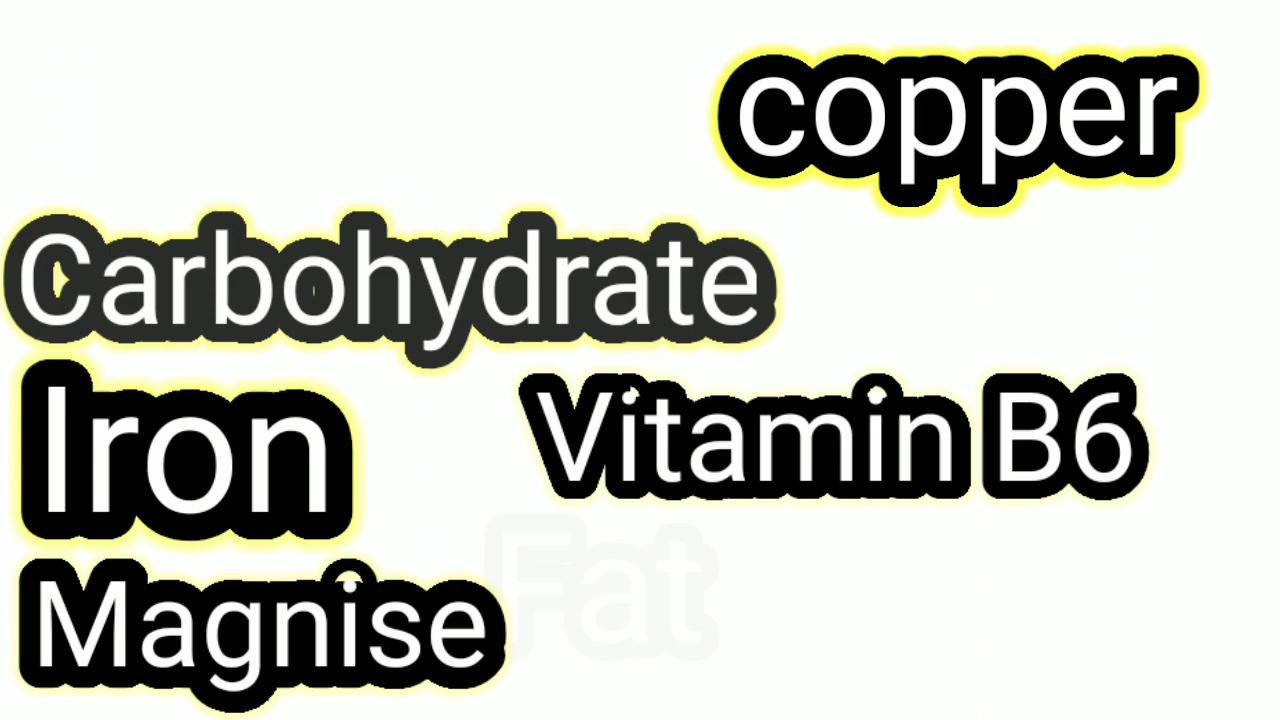 copper
Carbohydrate
Iron
Vitamin B6
Fat
Magnise